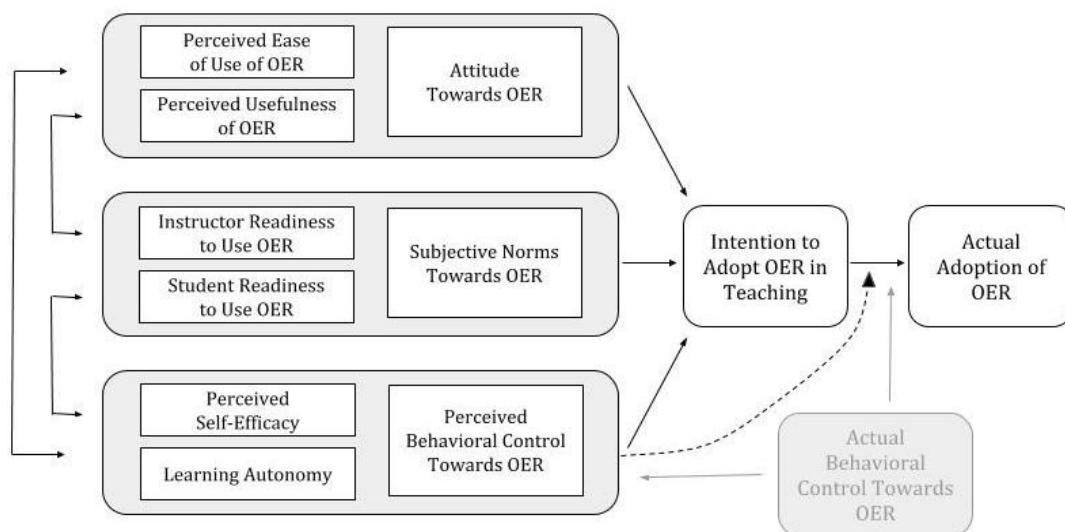 Perceived Ease
of Use of OER
Perceived Usefulness
of OER
Attitude
Towards OER
Instructor Readiness
to Use OER
Student Readiness
to Use OER
Subjective Norms
Towards OER
Perceived
Self-Efficacy
Learning Autonomy
Perceived
Behavioral Control
Towards OER
Intention to
Adopt OER in
Teaching
Actual
Adoption of
OER
Actual
Behavioral
Control Towards
OER